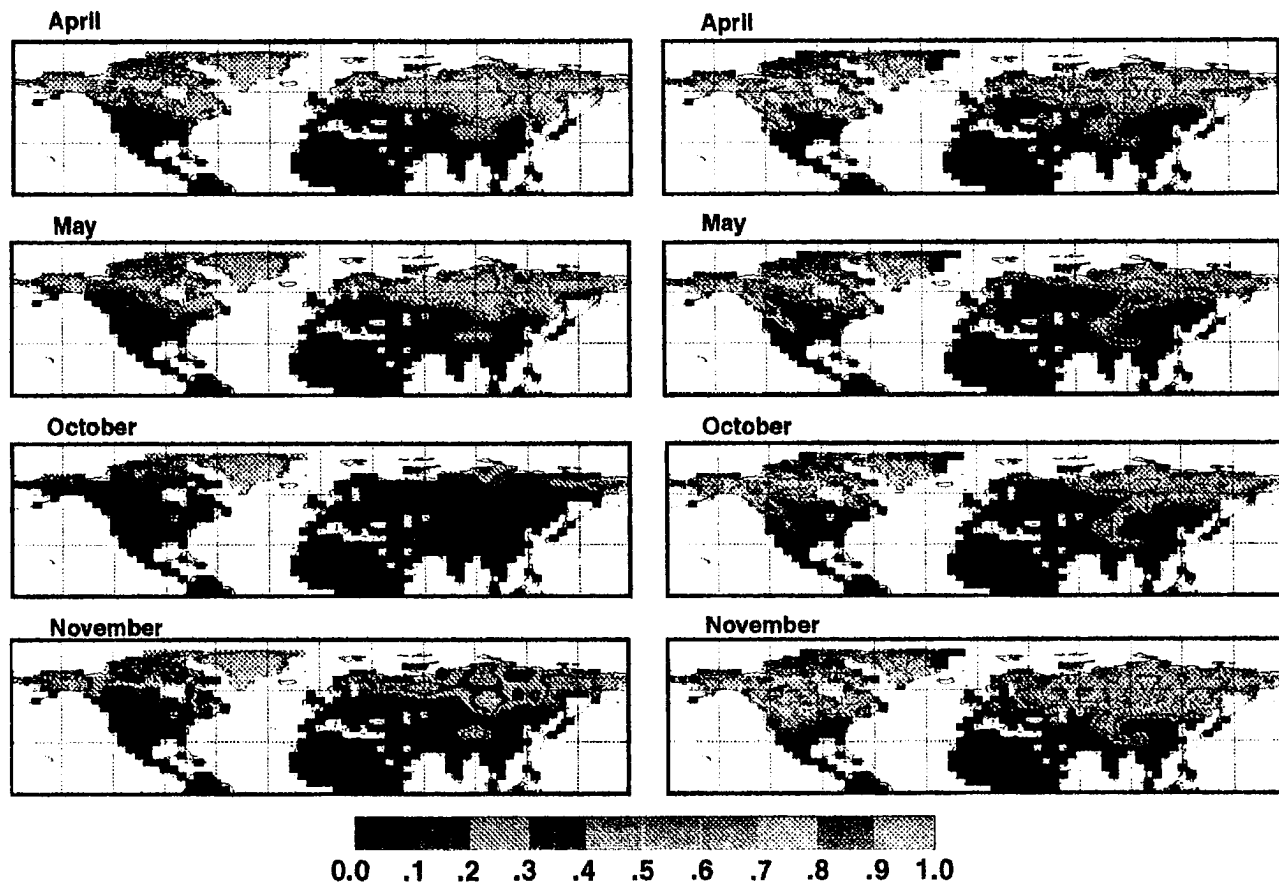 April
April
May
May
October
October
November
November
0.0 .1 .2 .3 .4 .5 .6 .7 .8 .9 1.0